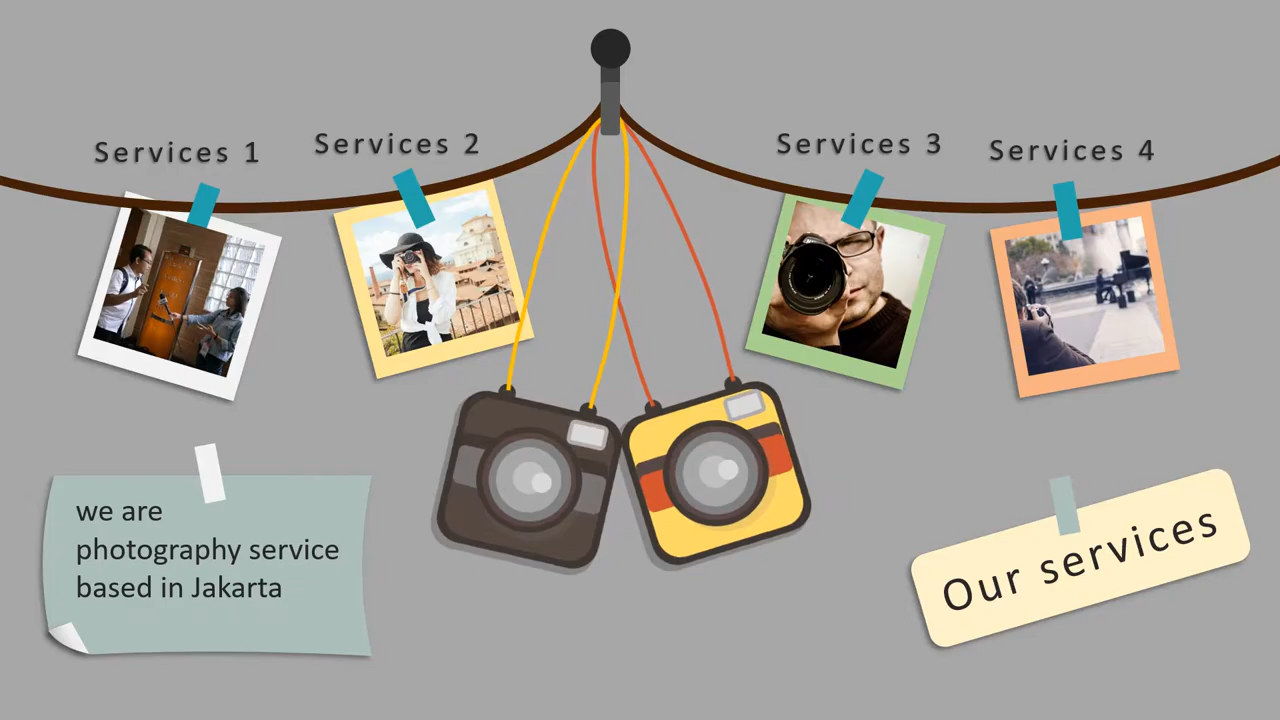 Services 1
Services 2
Services 3
Services 4
we are
photography service
based in Jakarta
Our services